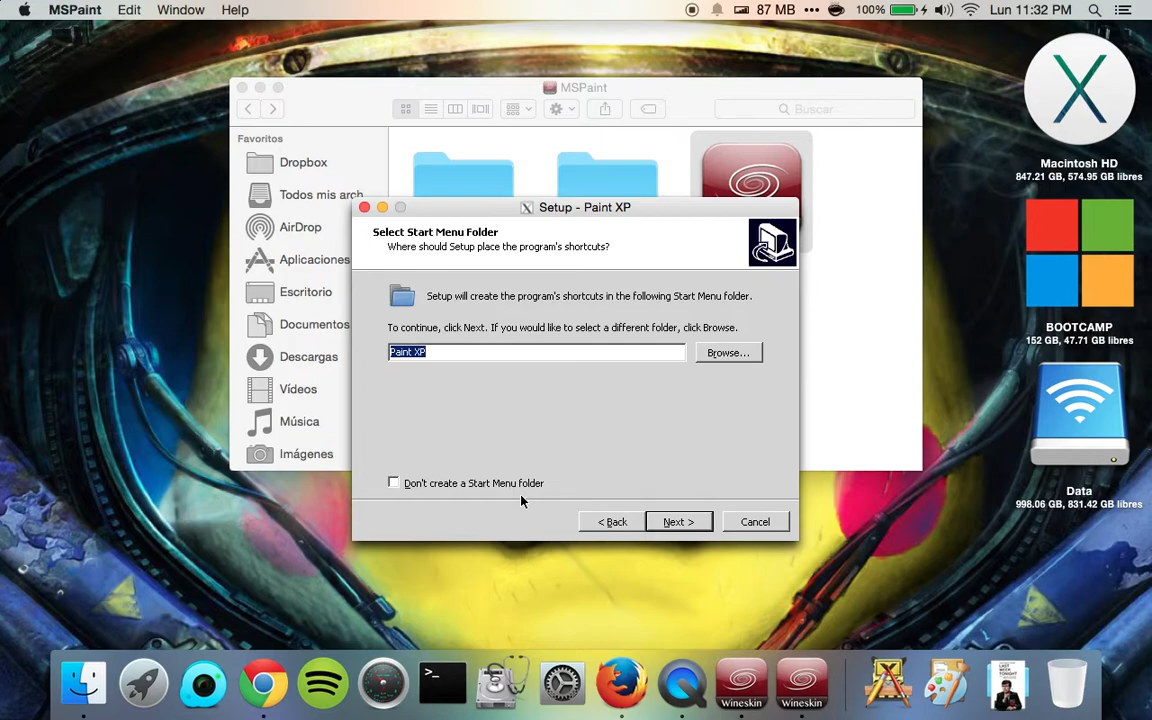 MSPaint Edit Window Help
87 MB
100%
Lun 11:32 PM
MSPaint
Buscar
Favoritos
Dropbox
Todos mis arch
AirDrop
Aplicaciones
Escritorio
Documentos
Descargas
Vídeos
Música
Imágenes
Setup - Paint XP
Select Start Menu Folder
Where should Setup place the program's shortcuts?
Setup will create the program's shortcuts in the following Start Menu folder.
To continue, click Next. If you would like to select a different folder, click Browse.
Paint XP
Browse...
Don't create a Start Menu folder
< Back
Next >
Cancel
Macintosh HD
847.21 GB, 574.95 GB libres
BOOTCAMP
152 GB, 47.71 GB libres
Data
998.06 GB, 831.42 GB libres
Wineskin
Wineskin